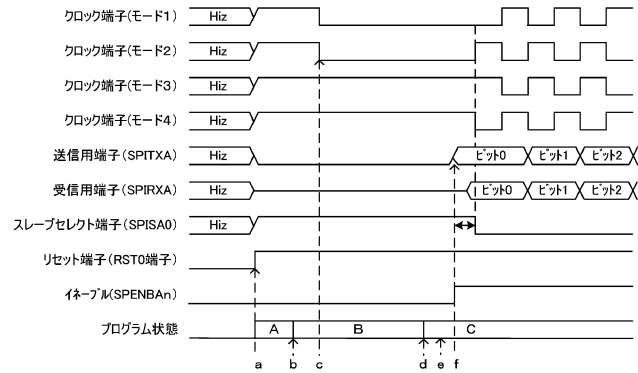 クロック端子(モード1) Hiz
クロック端子(モード2) Hiz
クロック端子(モード3) Hiz
クロック端子(モード4) Hiz
送信用端子(SPITXA) Hiz ビット0 ビット1 ビット2
受信用端子(SPIRXA) Hiz ビット0 ビット1 ビット2
スレーブセレクト端子(SPISA0) Hiz
リセット端子(RST0端子)
イネーブル(SPENBAn)
プログラム状態 A B C
a b c d e f